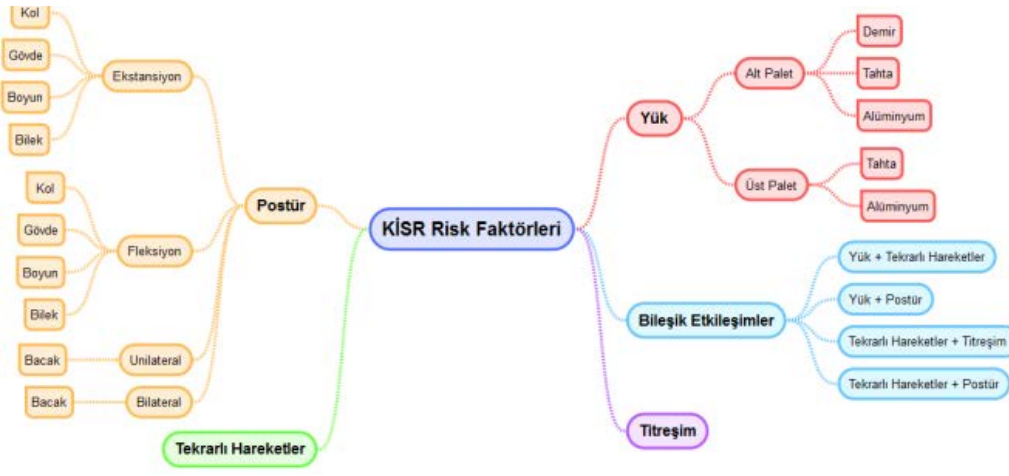 Kol
Gövde
Boyun
Bilek
Ekstansiyon
Kol
Gövde
Boyun
Bilek
Fleksiyon
Bacak
Unilateral
Bacak
Bilateral
Postür
Tekrarlı Hareketler
KİSR Risk Faktörleri
Yük
Alt Palet
Demir
Tahta
Alüminyum
Üst Palet
Tahta
Alüminyum
Bileşik Etkileşimler
Yük + Tekrarlı Hareketler
Yük + Postür
Tekrarlı Hareketler + Titreşim
Tekrarlı Hareketler + Postür
Titreşim